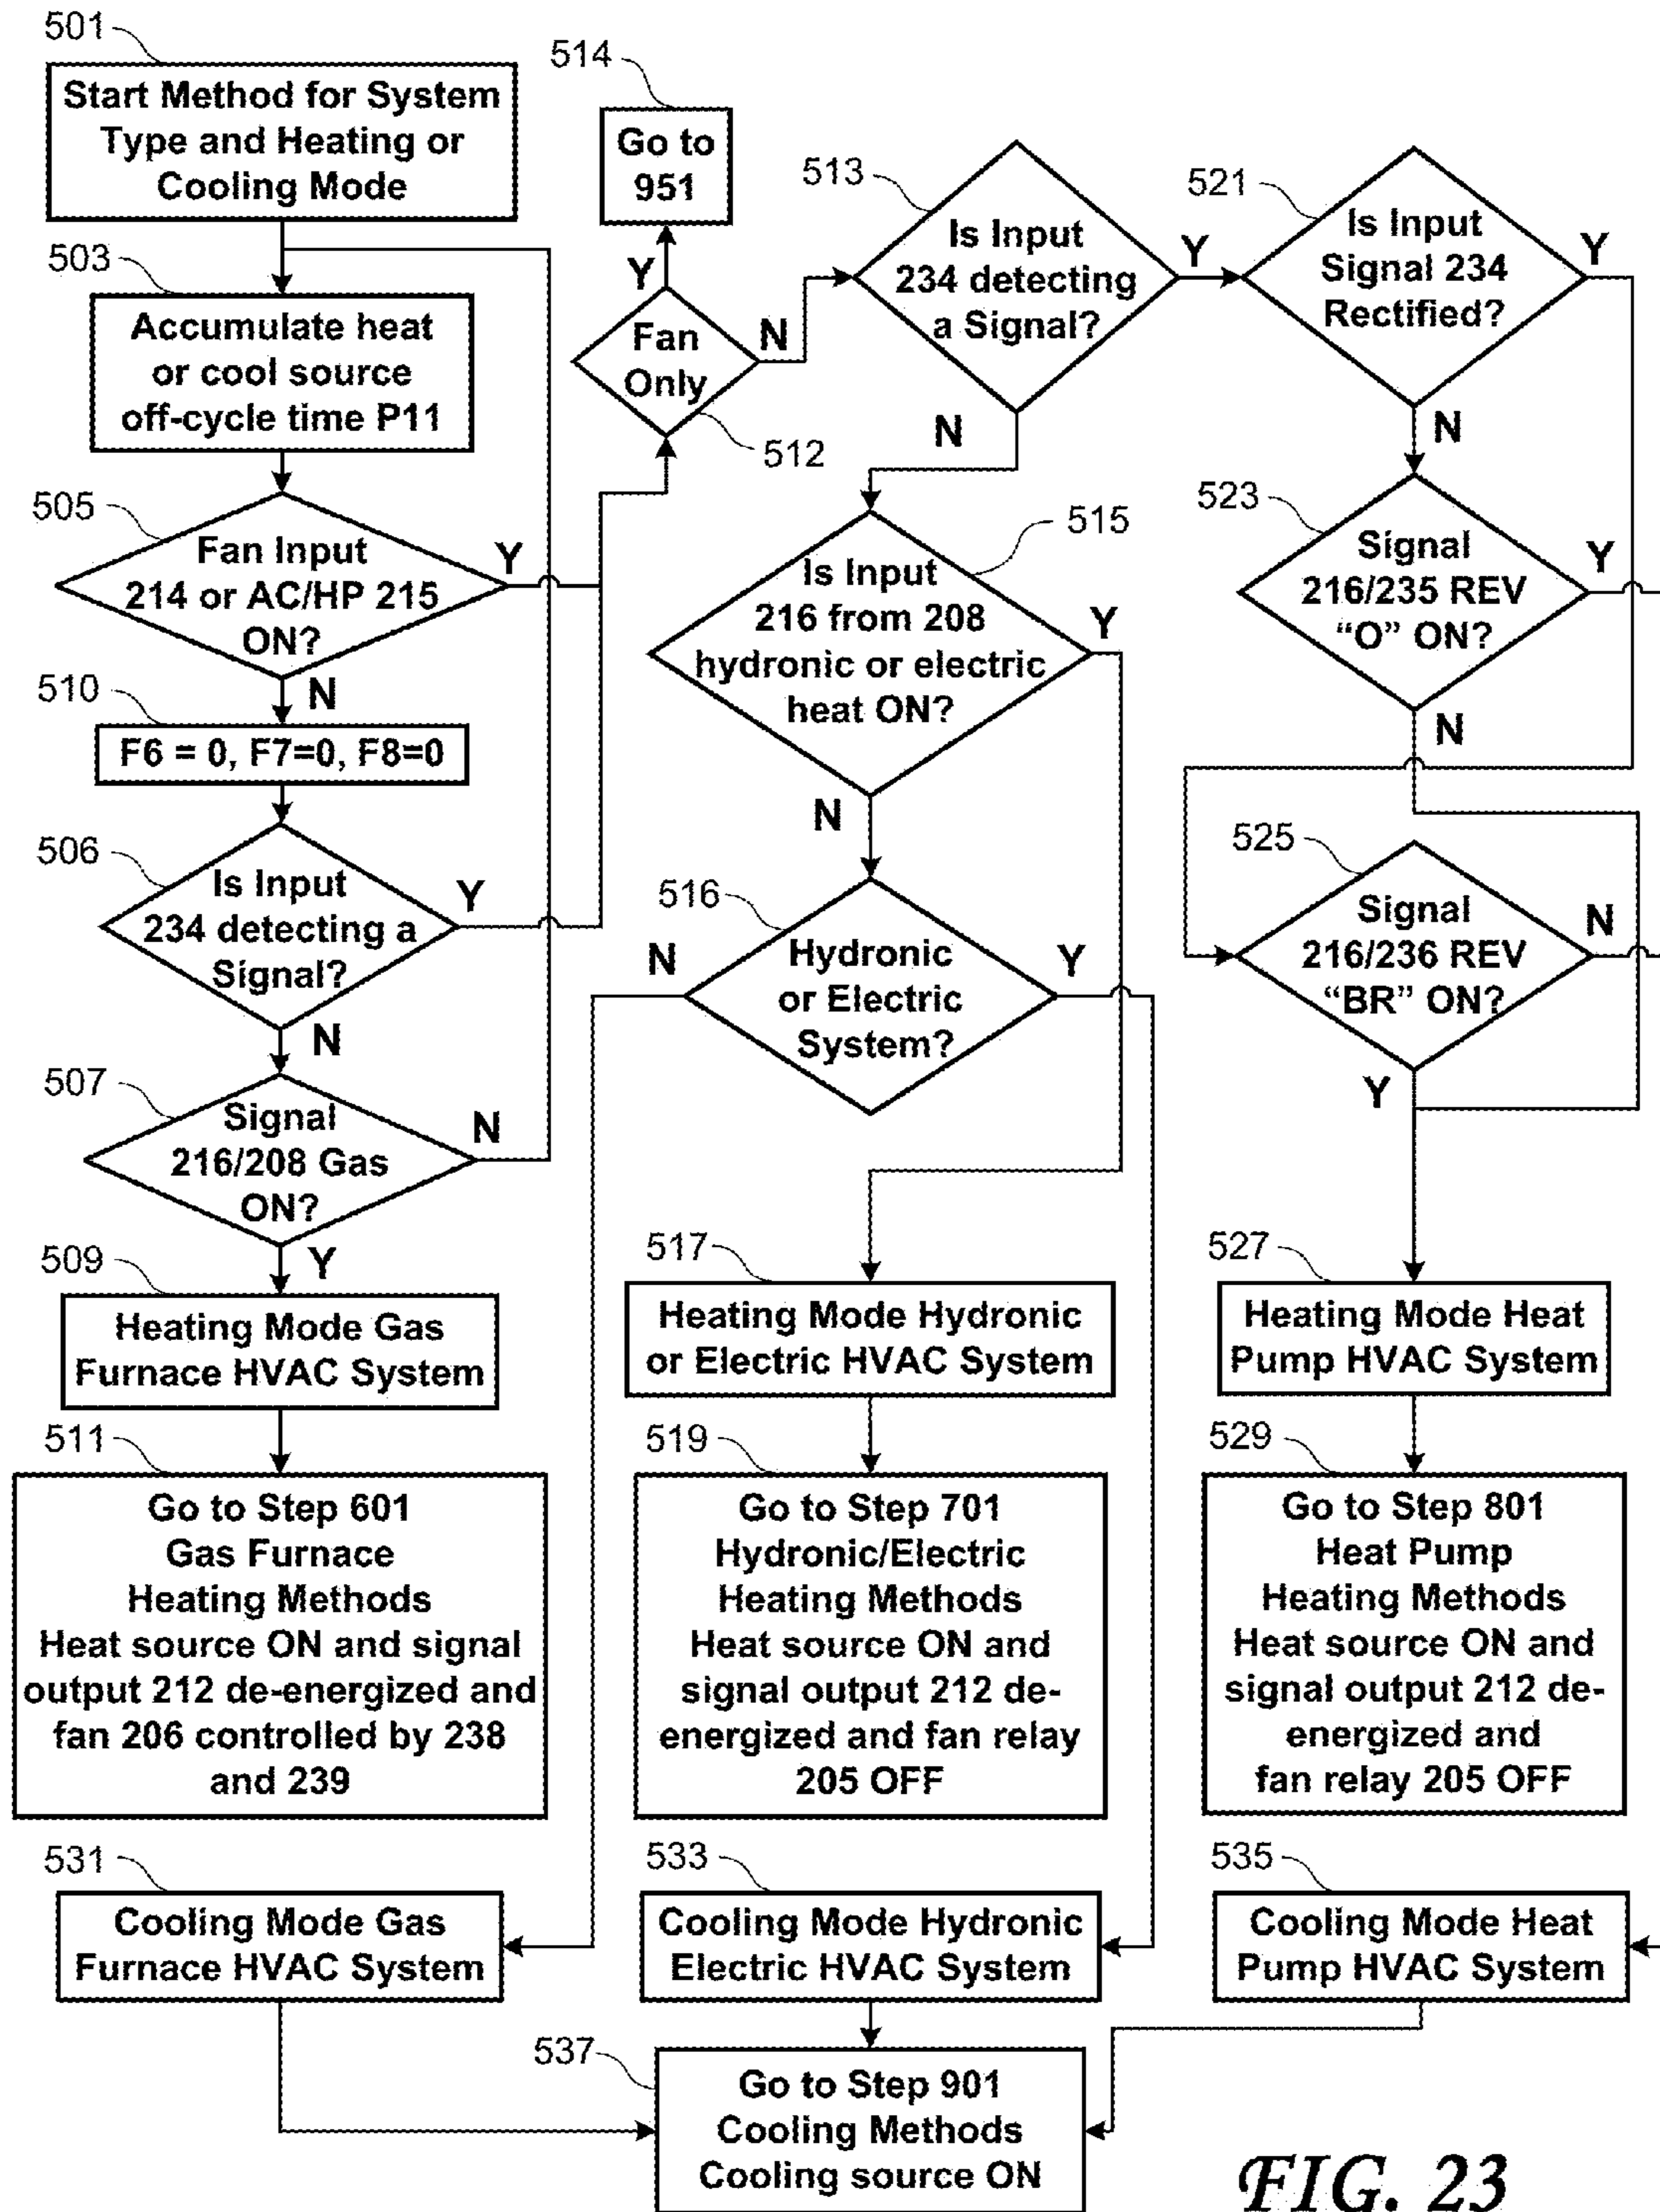 501
Start Method for System
Type and Heating or
Cooling Mode
503
Accumulate heat
or cool source
off-cycle time P11
505
Fan Input
214 or AC/HP 215
ON?
Y
N
510
F6 = 0, F7=0, F8=0
506
Is Input
234 detecting a
Signal?
Y
N
507
Signal
216/208 Gas
ON?
N
Y
509
Heating Mode Gas
Furnace HVAC System
511
Go to Step 601
Gas Furnace
Heating Methods
Heat source ON and signal
output 212 de-energized and
fan 206 controlled by 238
and 239
514
Go to
951
Y
Fan
Only
N
512
513
Is Input
234 detecting
a Signal?
Y
N
515
Is Input
216 from 208
hydronic or electric
heat ON?
Y
N
516
Hydronic
or Electric
System?
N
Y
517
Heating Mode Hydronic
or Electric HVAC System
519
Go to Step 701
Hydronic/Electric
Heating Methods
Heat source ON and
signal output 212 de-
energized and fan relay
205 OFF
521
Is Input
Signal 234
Rectified?
Y
N
523
Signal
216/235 REV
“O” ON?
Y
N
525
Signal
216/236 REV
“BR” ON?
N
Y
527
Heating Mode Heat
Pump HVAC System
529
Go to Step 801
Heat Pump
Heating Methods
Heat source ON and
signal output 212 de-
energized and
fan relay 205 OFF
531
Cooling Mode Gas
Furnace HVAC System
533
Cooling Mode Hydronic
Electric HVAC System
535
Cooling Mode Heat
Pump HVAC System
537
Go to Step 901
Cooling Methods
Cooling source ON
FIG. 23